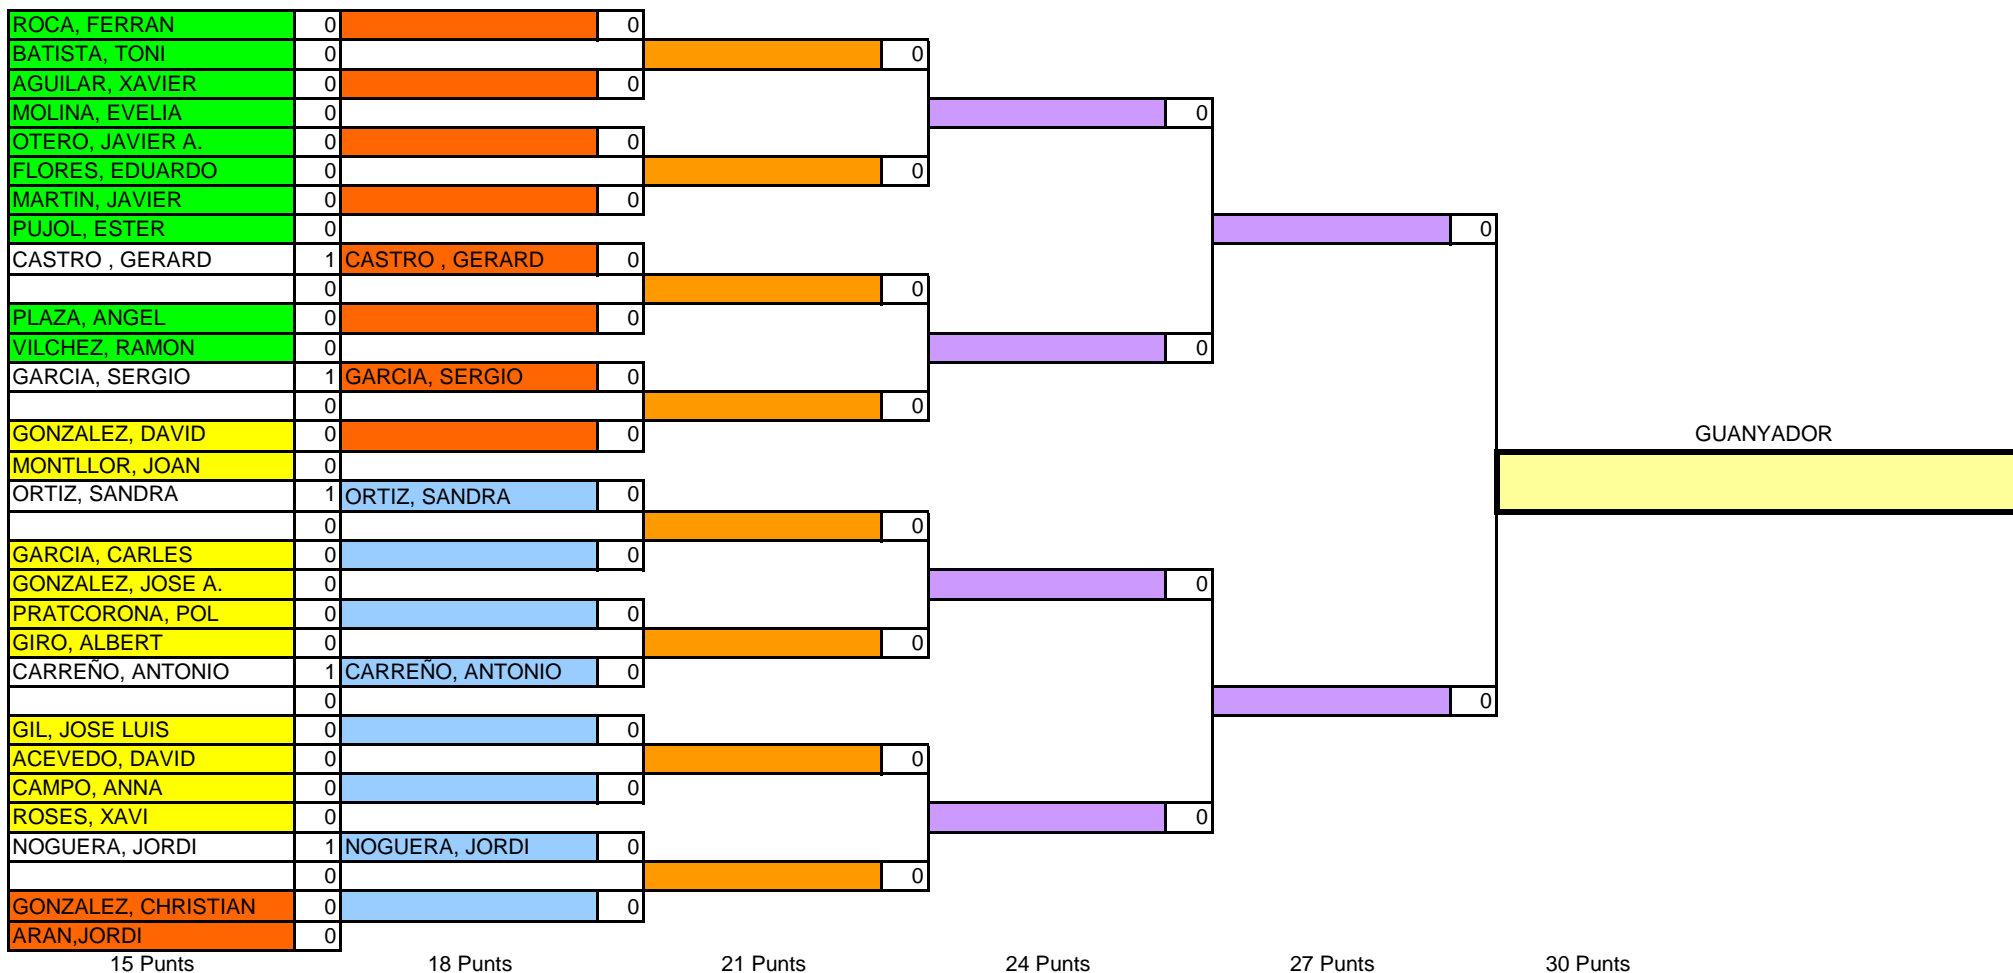 ROCA, FERRAN 0 0
BATISTA, TONI 0 0
AGUILAR, XAVIER 0 0
MOLINA, EVELIA 0 0
OTERO, JAVIER A. 0 0
FLORES, EDUARDO 0 0
MARTIN, JAVIER 0 0
PUJOL, ESTER 0 0
CASTRO , GERARD 1 CASTRO , GERARD 0
0 0
PLAZA, ANGEL 0 0
VILCHEZ, RAMON 0 0
GARCIA, SERGIO 1 GARCIA, SERGIO 0
0 0
GONZALEZ, DAVID 0 0 GUANYADOR
MONTLLOR, JOAN 0
ORTIZ, SANDRA 1 ORTIZ, SANDRA 0
0 0
GARCIA, CARLES 0 0
GONZALEZ, JOSE A. 0 0
PRATCORONA, POL 0 0
GIRO, ALBERT 0 0
CARREÑO, ANTONIO 1 CARREÑO, ANTONIO 0
0 0
GIL, JOSE LUIS 0 0
ACEVEDO, DAVID 0 0
CAMPO, ANNA 0 0
ROSES, XAVI 0 0
NOGUERA, JORDI 1 NOGUERA, JORDI 0
0 0
GONZALEZ, CHRISTIAN 0 0
ARAN,JORDI 0
15 Punts 18 Punts 21 Punts 24 Punts 27 Punts 30 Punts